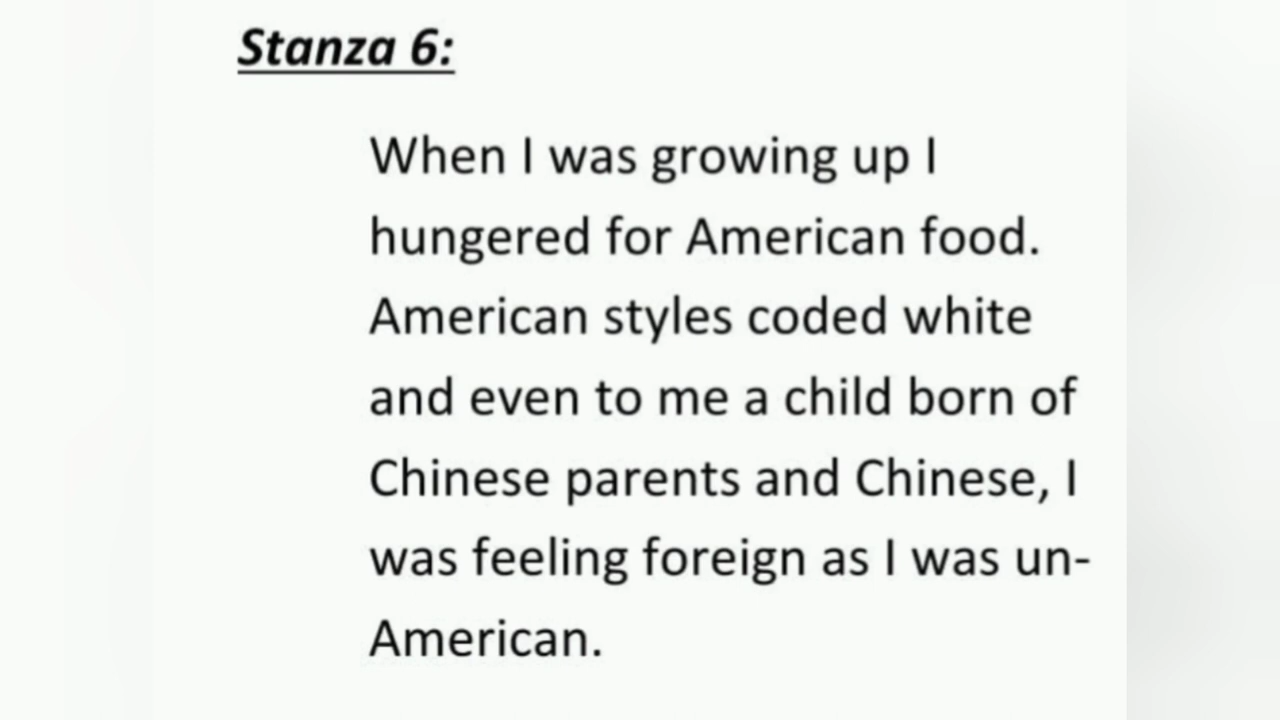 Stanza 6:
When I was growing up I
hungered for American food.
American styles coded white
and even to me a child born of
Chinese parents and Chinese, I
was feeling foreign as I was un-
American.